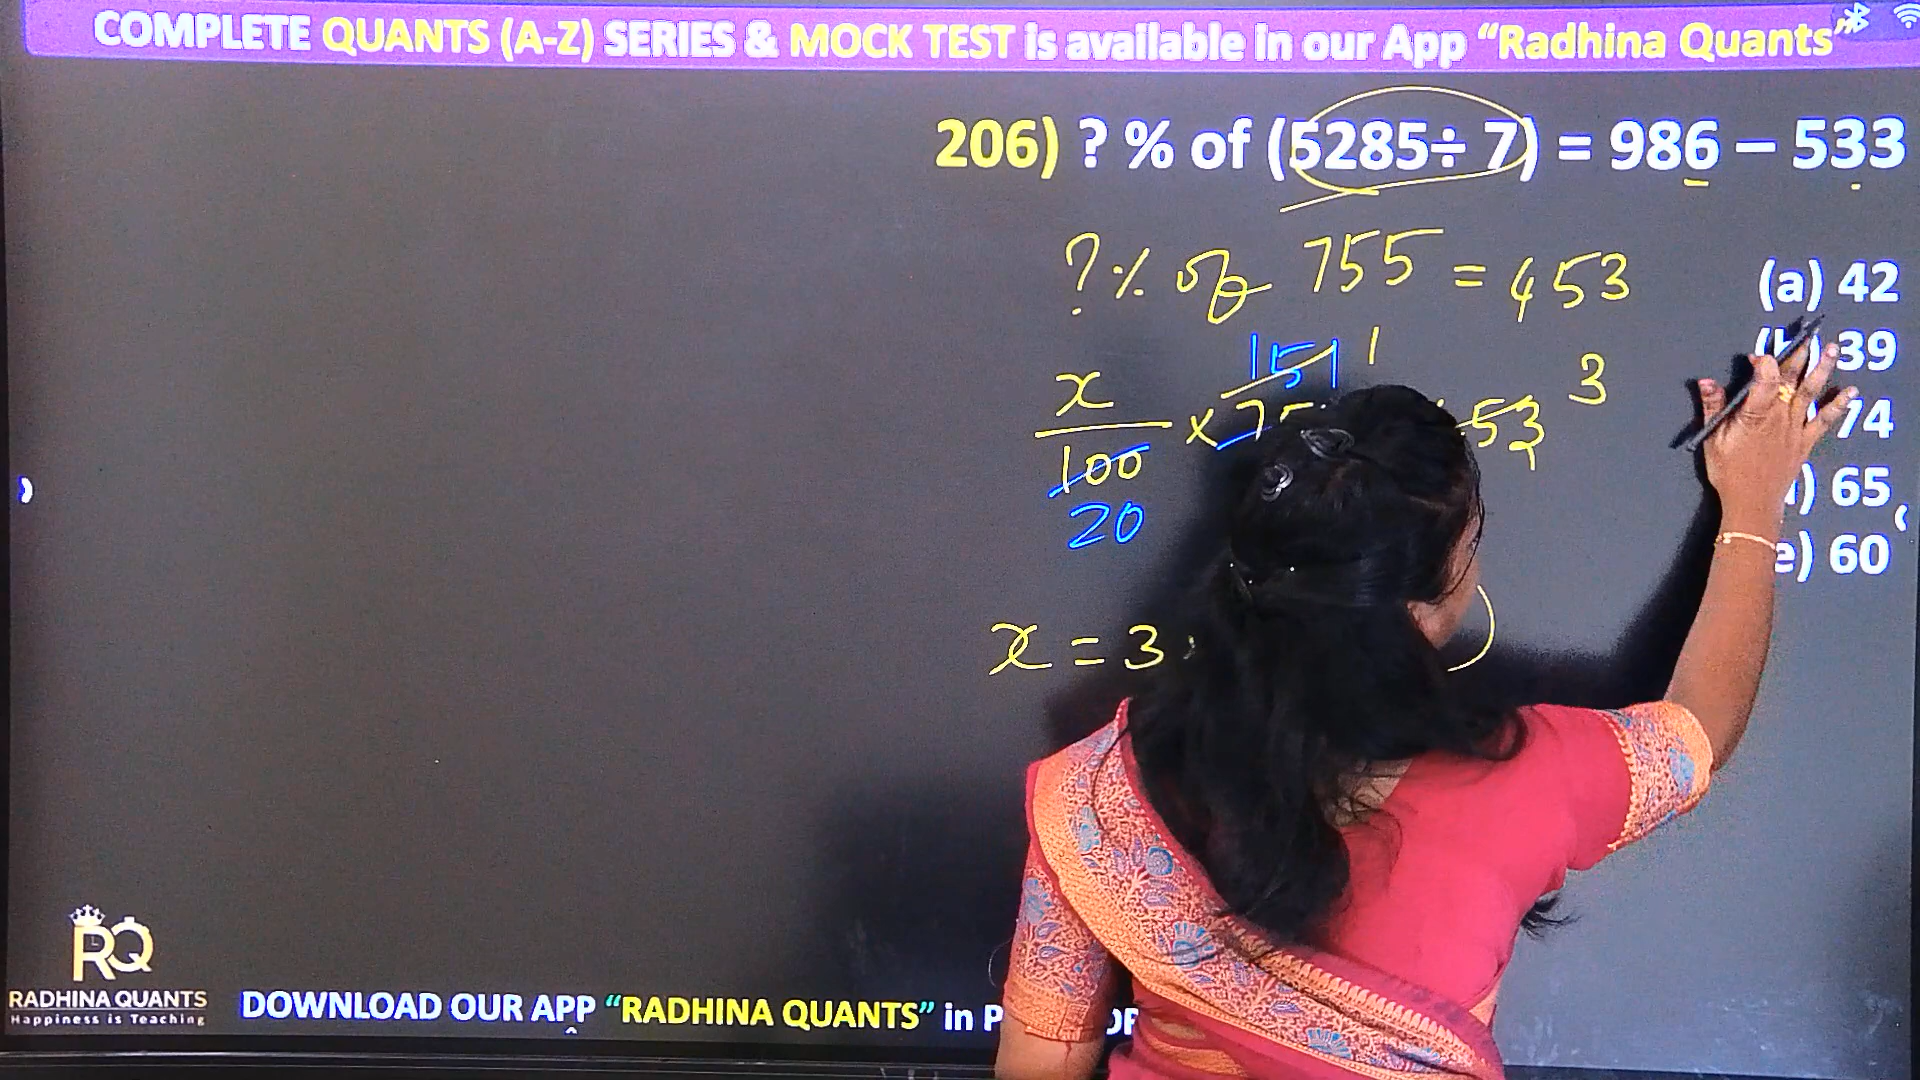 COMPLETE QUANTS (A-Z) SERIES & MOCK TEST is available in our App “Radhina Quants”
206) ? % of (5285÷ 7) = 986 − 533
?% of 755 = 453
(a) 42
39
151 1
x × 53 3
74
100
20
65
e) 60
x = 3
RQ
RADHINA QUANTS
Happiness is Teaching
DOWNLOAD OUR APP “RADHINA QUANTS” in